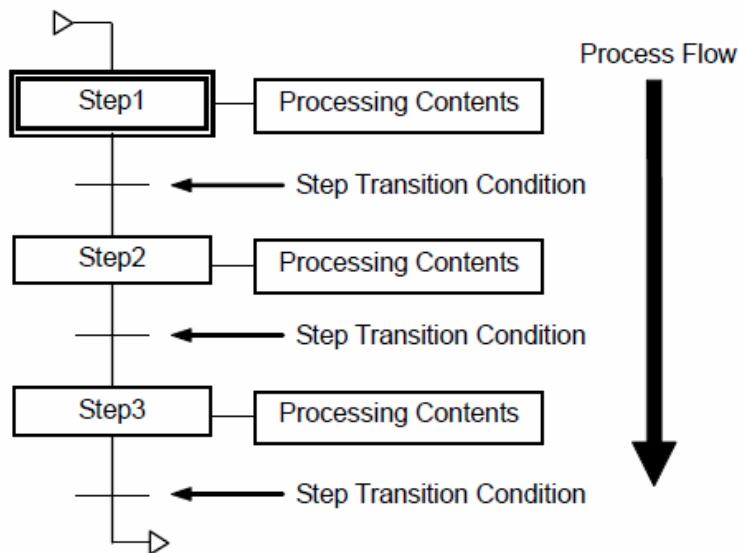 Process Flow
Step1
Processing Contents
Step Transition Condition
Step2
Processing Contents
Step Transition Condition
Step3
Processing Contents
Step Transition Condition